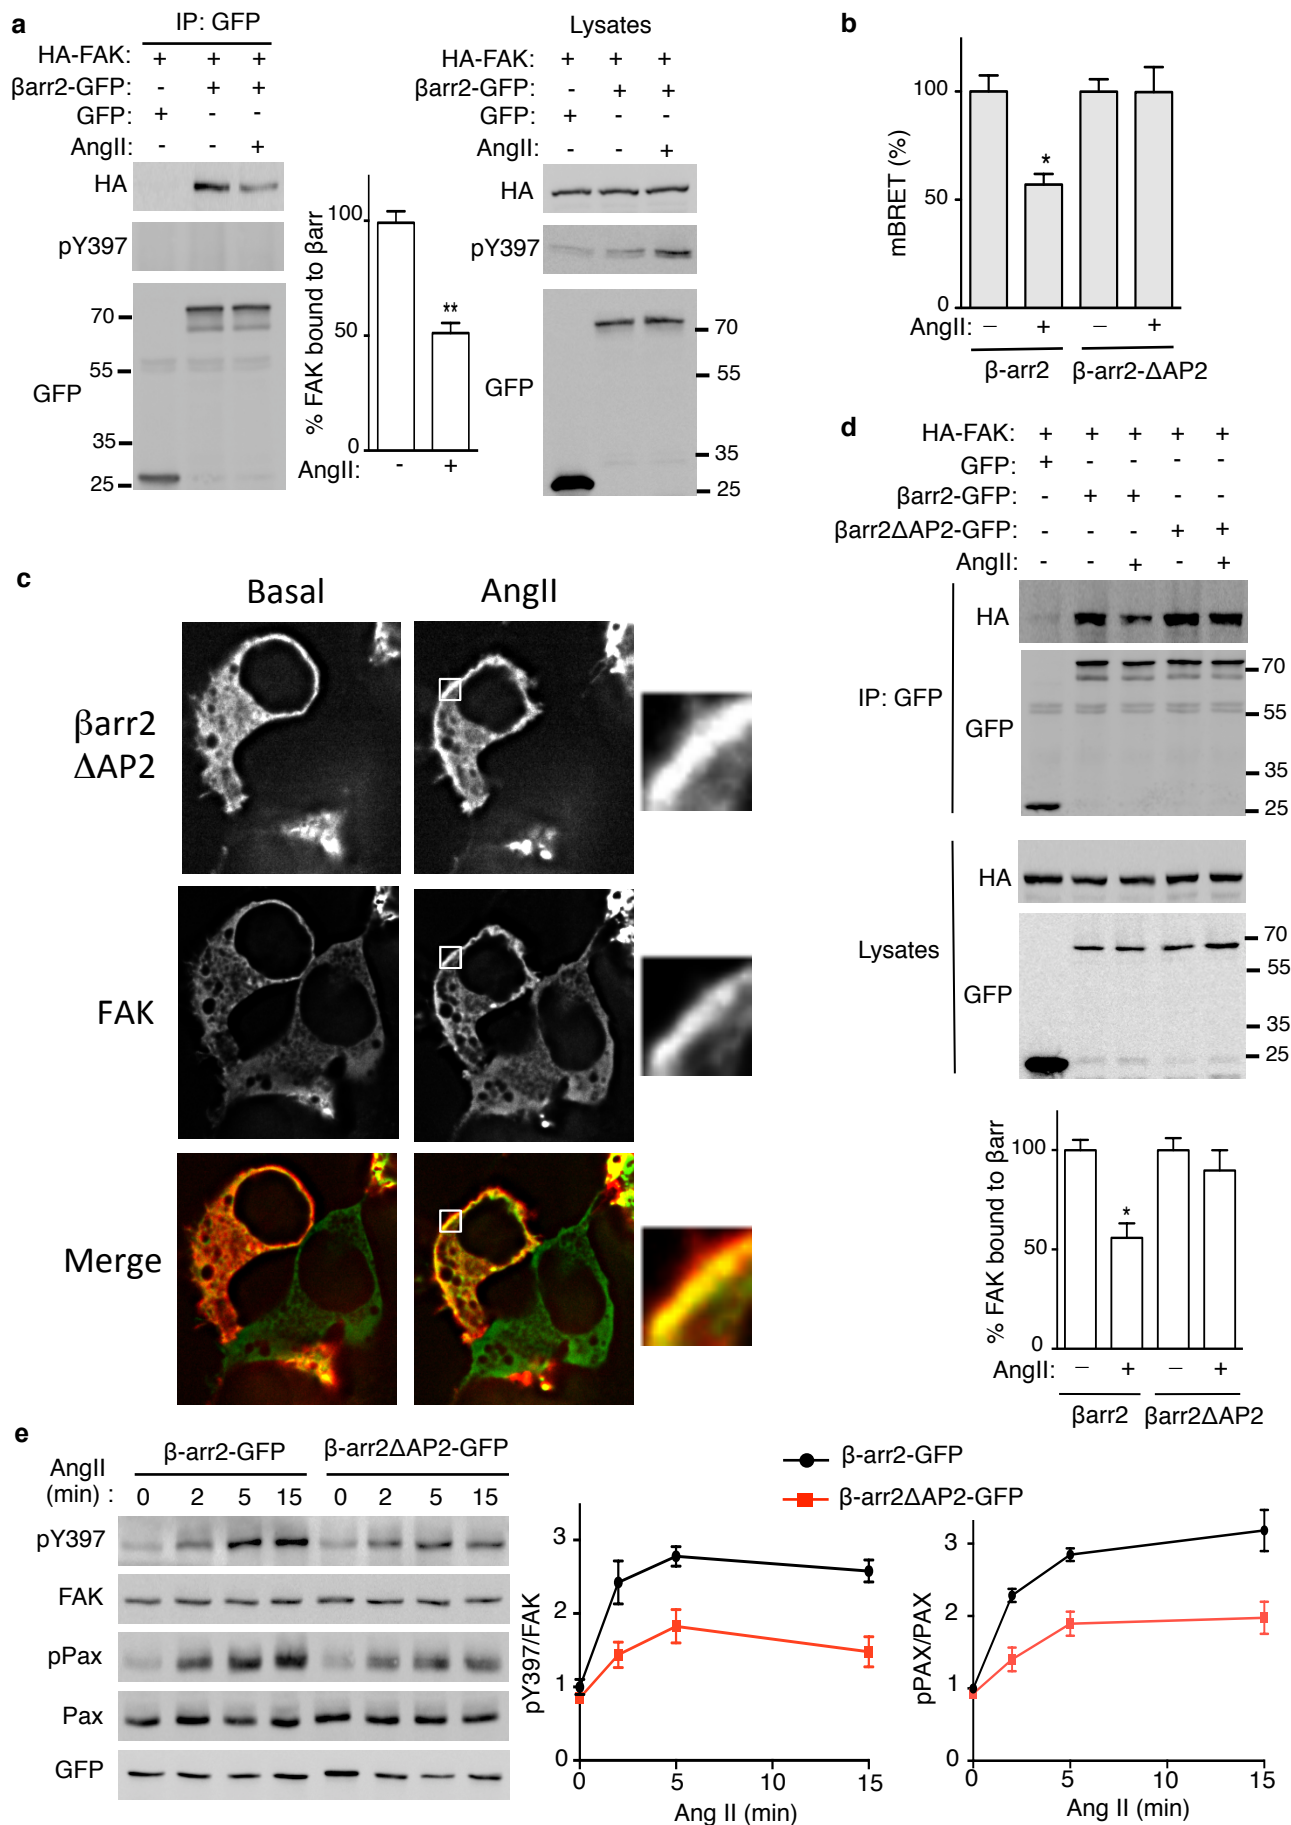 a
IP: GFP
HA-FAK: + + +
βarr2-GFP: - + +
GFP: + - -
AngII: - - +
HA
pY397
GFP
70
55
35
25
% FAK bound to βarr
100
50
0
AngII: - +
Lysates
HA-FAK: + + +
βarr2-GFP: - + +
GFP: + - -
AngII: - - +
HA
pY397
GFP
70
55
35
25
b
mBRET (%)
100
50
0
*
AngII: – + – +
β-arr2 β-arr2-ΔAP2
**
c
Basal AngII
βarr2
ΔAP2
FAK
Merge
d
HA-FAK: + + + + +
GFP: + - - - -
βarr2-GFP: - + + - -
βarr2ΔAP2-GFP: - - - + +
AngII: - - + - +
IP: GFP
HA
GFP
70
55
35
25
Lysates
HA
GFP
70
55
35
25
% FAK bound to βarr
100
50
0
*
AngII: – + – +
βarr2 βarr2ΔAP2
e
β-arr2-GFP β-arr2ΔAP2-GFP
AngII
(min) : 0 2 5 15 0 2 5 15
pY397
FAK
pPax
Pax
GFP
β-arr2-GFP
β-arr2ΔAP2-GFP
pY397/FAK
3
2
1
0
0 5 10 15
Ang II (min)
pPAX/PAX
3
2
1
0
0 5 10 15
Ang II (min)